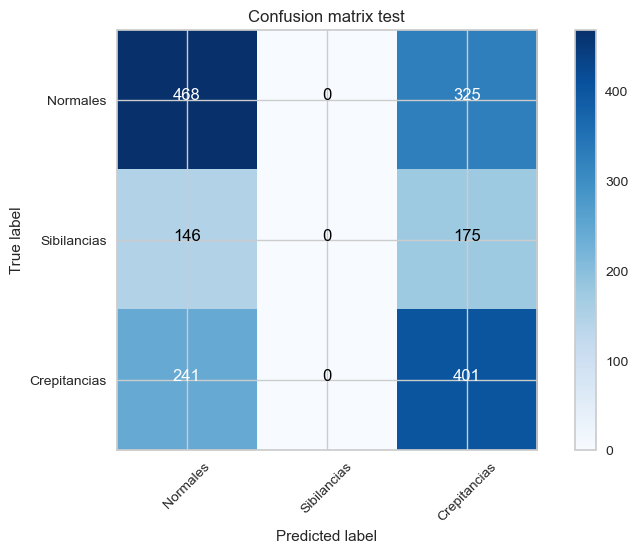 Confusion matrix test
Normales 468 0 325
Sibilancias 146 0 175
Crepitancias 241 0 401
True label
Normales Sibilancias Crepitancias
Predicted label
400
300
200
100
0